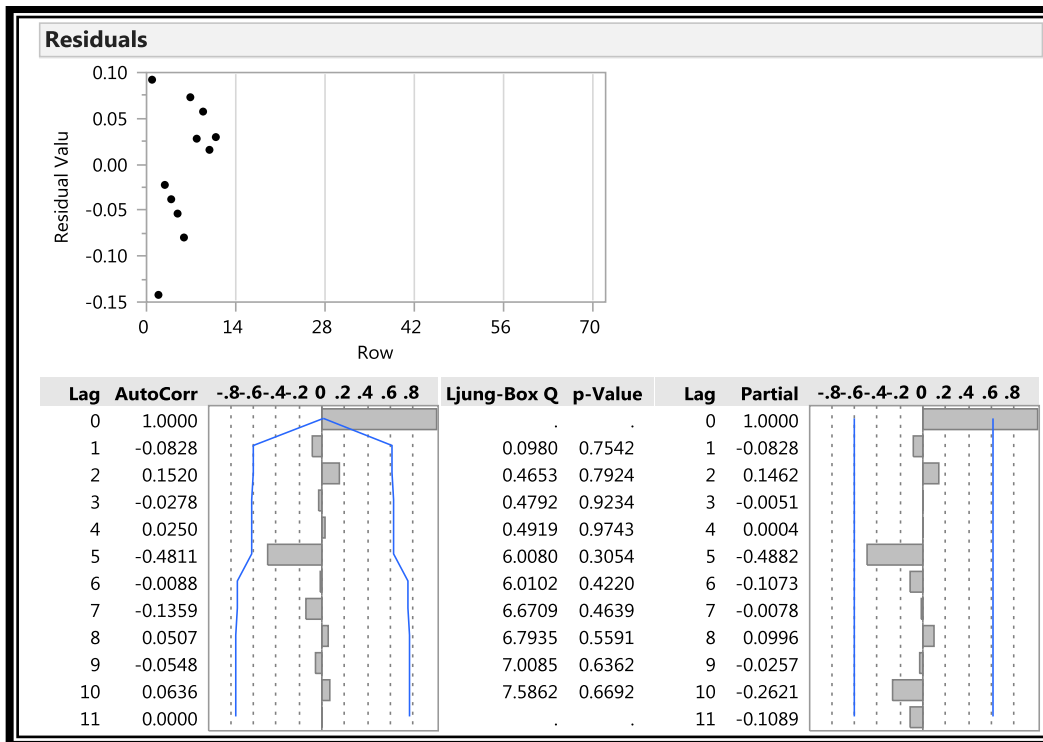 Residuals
0.10
0.05
0.00
-0.05
-0.10
-0.15
Residual Valu
0 14 28 42 56 70
Row
Lag AutoCorr -.8-.6-.4-.2 0 .2 .4 .6 .8 Ljung-Box Q p-Value Lag Partial -.8-.6-.4-.2 0 .2 .4 .6 .8
0 1.0000 . . 0 1.0000
1 -0.0828 0.0980 0.7542 1 -0.0828
2 0.1520 0.4653 0.7924 2 0.1462
3 -0.0278 0.4792 0.9234 3 -0.0051
4 0.0250 0.4919 0.9743 4 0.0004
5 -0.4811 6.0080 0.3054 5 -0.4882
6 -0.0088 6.0102 0.4220 6 -0.1073
7 -0.1359 6.6709 0.4639 7 -0.0078
8 0.0507 6.7935 0.5591 8 0.0996
9 -0.0548 7.0085 0.6362 9 -0.0257
10 0.0636 7.5862 0.6692 10 -0.2621
11 0.0000 . . 11 -0.1089